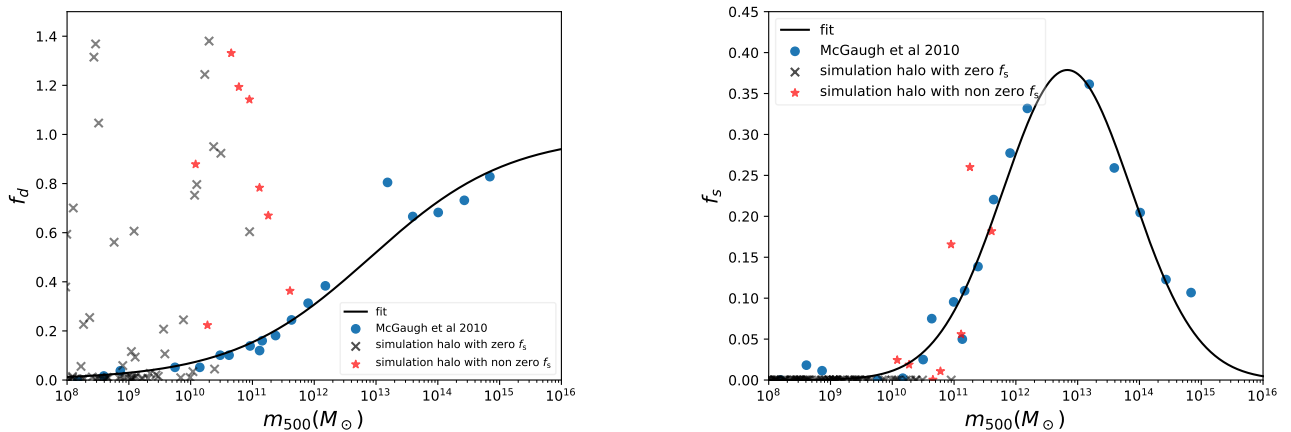 1.4
1.2
1.0
0.8
0.6
0.4
0.2
0.0
f_d
fit
McGaugh et al 2010
simulation halo with zero f_s
simulation halo with non zero f_s
10^8 10^9 10^10 10^11 10^12 10^13 10^14 10^15 10^16
m_500(M_⊙)
0.45
0.40
0.35
0.30
0.25
0.20
0.15
0.10
0.05
0.00
f_s
fit
McGaugh et al 2010
simulation halo with zero f_s
simulation halo with non zero f_s
10^8 10^9 10^10 10^11 10^12 10^13 10^14 10^15 10^16
m_500(M_⊙)